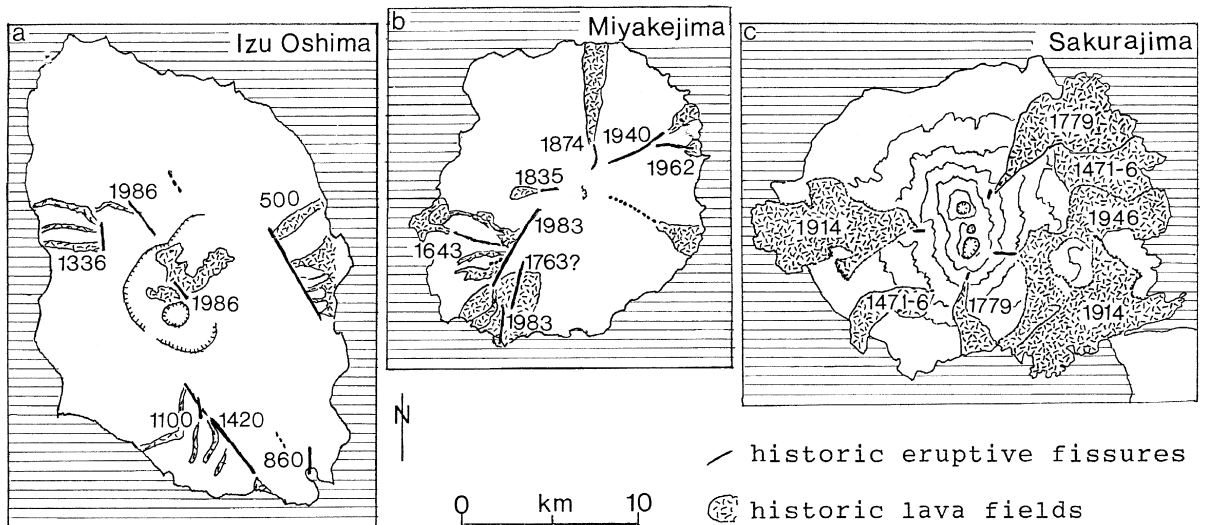 a
Izu Oshima
1986
500
1336
1986
1100
1420
860
b
Miyakejima
1874
1940
1962
1835
1983
1643
1763?
1983
c
Sakurajima
1779
1471-6
1946
1914
1471-6
1779
1914
N
0 km 10
historic eruptive fissures
historic lava fields